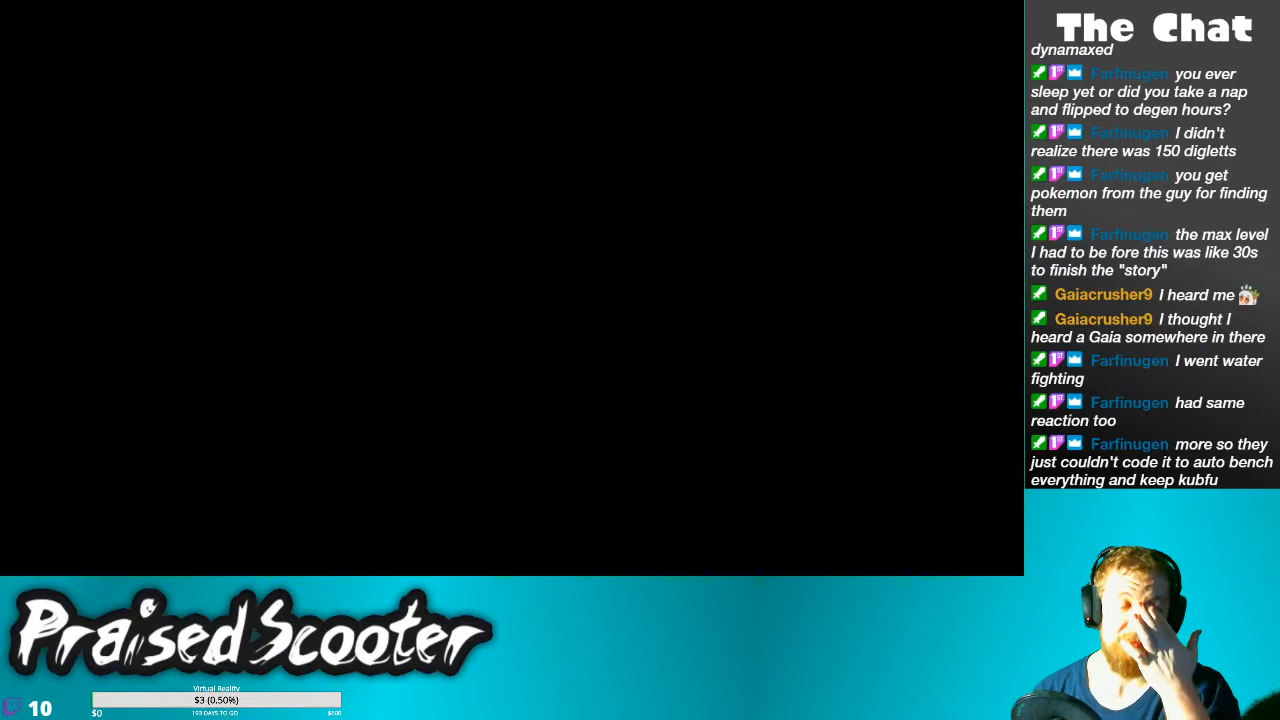 The Chat
dynamaxed
Farfinugen you ever
sleep yet or did you take a nap
and flipped to degen hours?
Farfinugen I didn't
realize there was 150 digletts
Farfinugen you get
pokemon from the guy for finding
them
Farfinugen the max level
I had to be fore this was like 30s
to finish the "story"
Gaiacrusher9 I heard me
Gaiacrusher9 I thought I
heard a Gaia somewhere in there
Farfinugen I went water
fighting
Farfinugen had same
reaction too
Farfinugen more so they
just couldn't code it to auto bench
everything and keep kubfu
PraisedScooter
10
Virtual Reality
$3 (0.50%)
$0
193 DAYS TO GO